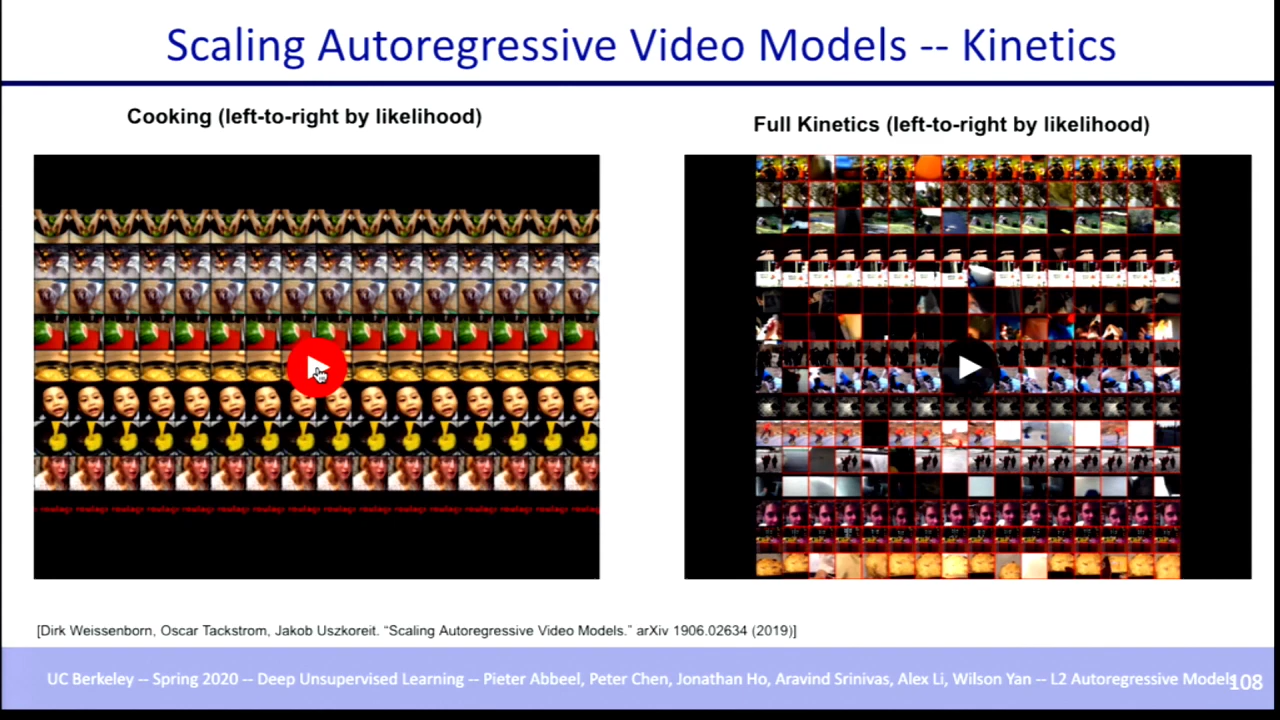 Scaling Autoregressive Video Models -- Kinetics
Cooking (left-to-right by likelihood)
Full Kinetics (left-to-right by likelihood)
[Dirk Weissenborn, Oscar Tackstrom, Jakob Uszkoreit. “Scaling Autoregressive Video Models.” arXiv 1906.02634 (2019)]
UC Berkeley -- Spring 2020 -- Deep Unsupervised Learning -- Pieter Abbeel, Peter Chen, Jonathan Ho, Aravind Srinivas, Alex Li, Wilson Yan -- L2 Autoregressive Models
108